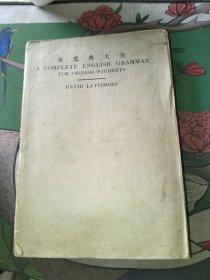 英文典大全
A COMPLETE ENGLISH GRAMMAR
FOR CHINESE STUDENTS
DAVID LATTIMORE